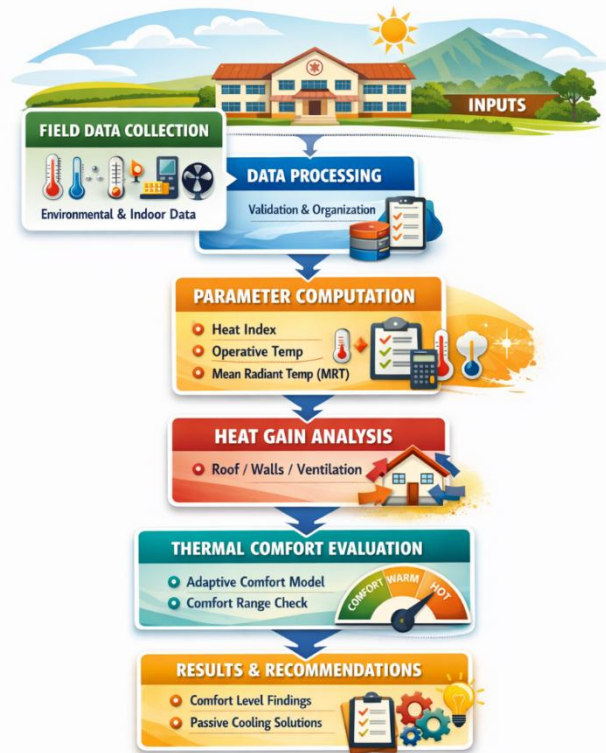 INPUTS
FIELD DATA COLLECTION
Environmental & Indoor Data
DATA PROCESSING
Validation & Organization
PARAMETER COMPUTATION
Heat Index
Operative Temp
Mean Radiant Temp (MRT)
HEAT GAIN ANALYSIS
Roof / Walls / Ventilation
THERMAL COMFORT EVALUATION
Adaptive Comfort Model
Comfort Range Check
COMFORT WARM HOT
RESULTS & RECOMMENDATIONS
Comfort Level Findings
Passive Cooling Solutions